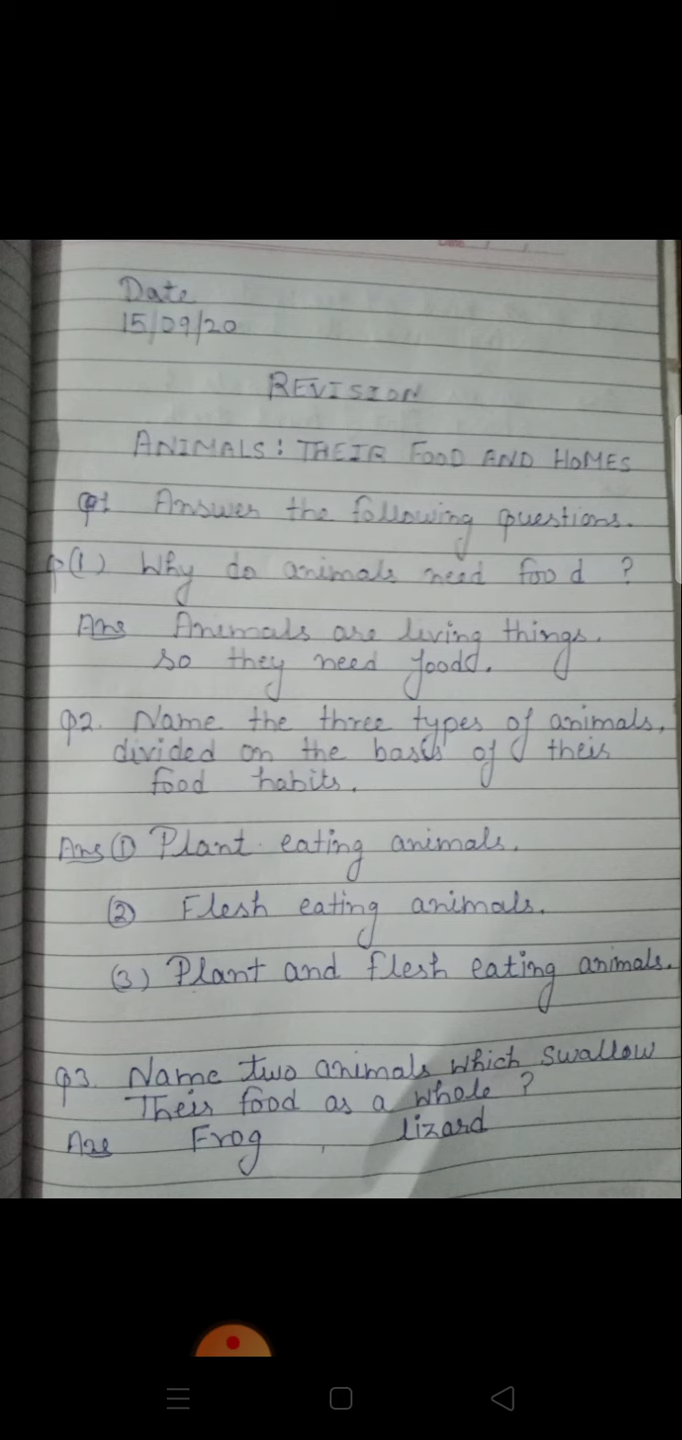 Date
Date
15/09/20
REVISION
ANIMALS: THEIR FOOD AND HOMES
Q1 Answer the following questions.
Q(1) Why do animals need food ?
Ans Animals are living things.
so they need food.
Q2. Name the three types of animals,
divided on the basis of their
food habits.
Ans ① Plant eating animals.
② Flesh eating animals.
(3) Plant and flesh eating animals.
Q3. Name two animals which swallow
Their food as a whole ?
Ans Frog , lizard